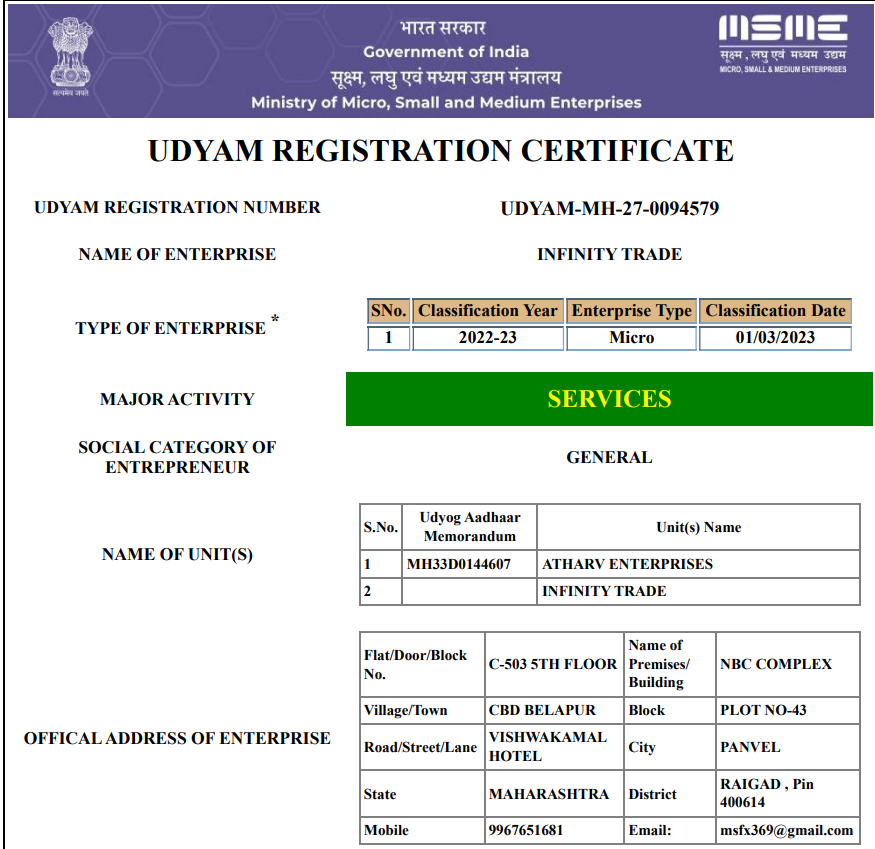 भारत सरकार
Government of India
सूक्ष्म, लघु एवं मध्यम उद्यम मंत्रालय
Ministry of Micro, Small and Medium Enterprises
सत्यमेव जयते
MSME
सूक्ष्म, लघु एवं मध्यम उद्यम
MICRO, SMALL & MEDIUM ENTERPRISES
UDYAM REGISTRATION CERTIFICATE
UDYAM REGISTRATION NUMBER UDYAM-MH-27-0094579
NAME OF ENTERPRISE INFINITY TRADE
TYPE OF ENTERPRISE *
SNo. Classification Year Enterprise Type Classification Date
1 2022-23 Micro 01/03/2023
MAJOR ACTIVITY SERVICES
SOCIAL CATEGORY OF
ENTREPRENEUR
GENERAL
NAME OF UNIT(S)
S.No. Udyog Aadhaar Memorandum Unit(s) Name
1 MH33D0144607 ATHARV ENTERPRISES
2 INFINITY TRADE
OFFICAL ADDRESS OF ENTERPRISE
Flat/Door/Block No. C-503 5TH FLOOR Name of Premises/ Building NBC COMPLEX
Village/Town CBD BELAPUR Block PLOT NO-43
Road/Street/Lane VISHWAKAMAL HOTEL City PANVEL
State MAHARASHTRA District RAIGAD , Pin 400614
Mobile 9967651681 Email: msfx369@gmail.com